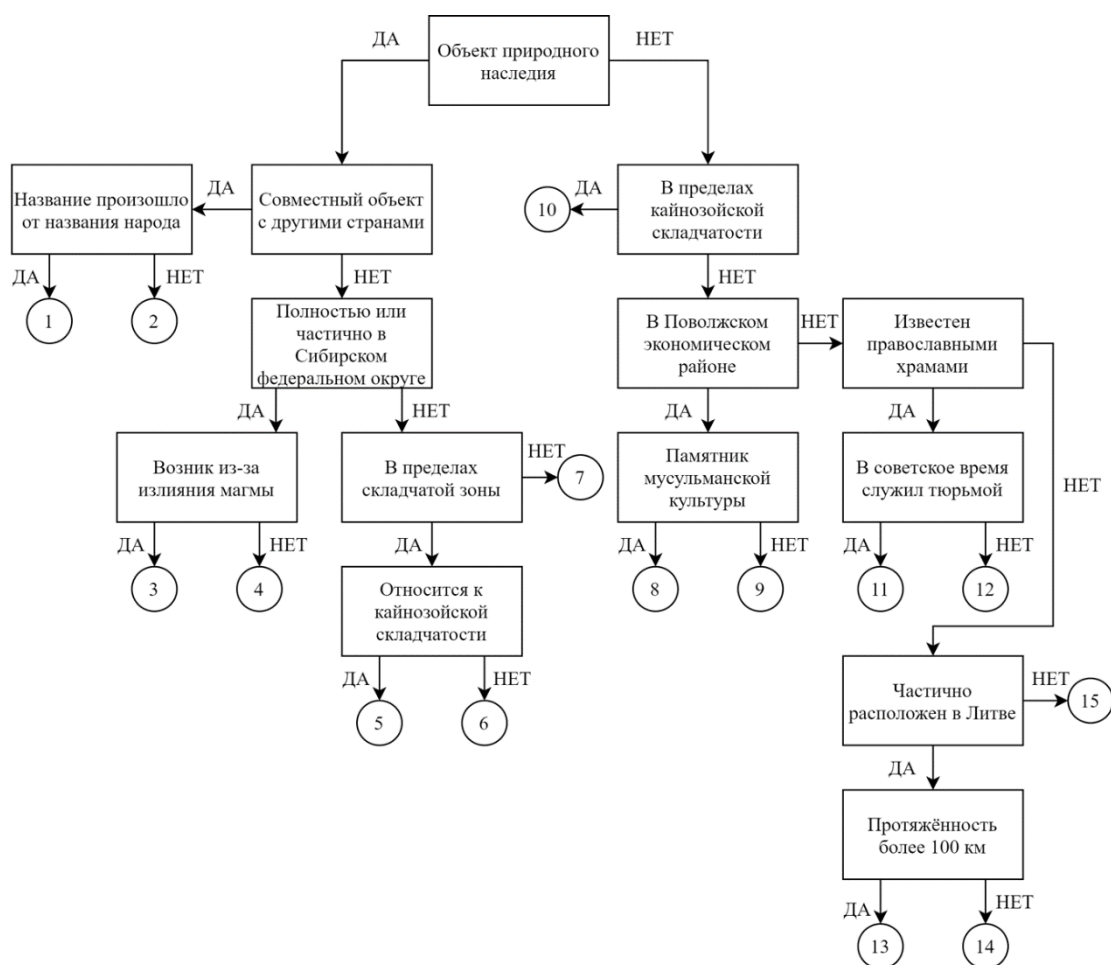 Объект природного
наследия
ДА
НЕТ
Название произошло
от названия народа
ДА
Совместный объект
с другими странами
ДА
НЕТ
1
2
НЕТ
Полностью или
частично в
Сибирском
федеральном округе
ДА
НЕТ
Возник из-за
излияния магмы
ДА
НЕТ
3
4
В пределах
складчатой зоны
НЕТ
7
ДА
Относится к
кайнозойской
складчатости
ДА
НЕТ
5
6
10
ДА
В пределах
кайнозойской
складчатости
НЕТ
В Поволжском
экономическом
районе
НЕТ
Известен
православными
храмами
ДА
Памятник
мусульманской
культуры
ДА
НЕТ
8
9
ДА
В советское время
служил тюрьмой
ДА
НЕТ
11
12
НЕТ
Частично
расположен в Литве
НЕТ
15
ДА
Протяжённость
более 100 км
ДА
НЕТ
13
14